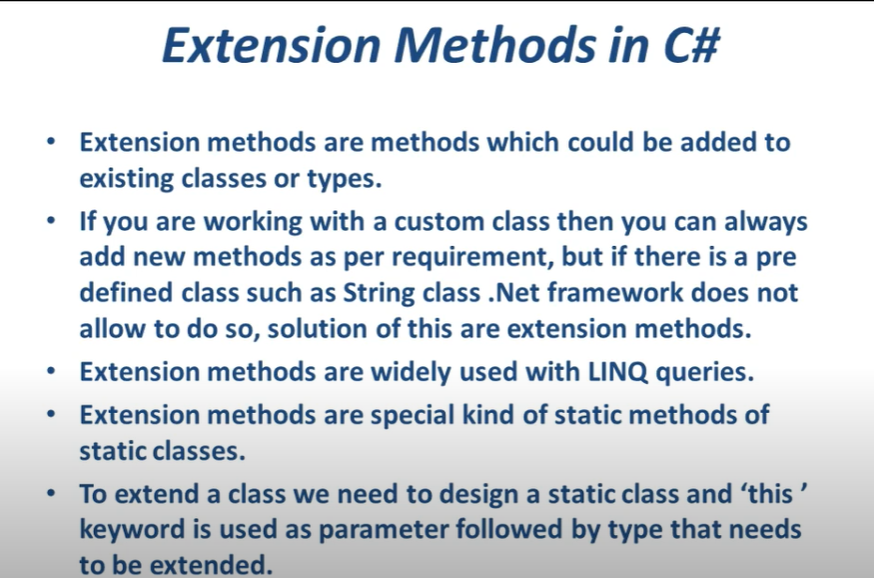 Extension Methods in C#
• Extension methods are methods which could be added to
existing classes or types.
• If you are working with a custom class then you can always
add new methods as per requirement, but if there is a pre
defined class such as String class .Net framework does not
allow to do so, solution of this are extension methods.
• Extension methods are widely used with LINQ queries.
• Extension methods are special kind of static methods of
static classes.
• To extend a class we need to design a static class and ‘this ’
keyword is used as parameter followed by type that needs
to be extended.